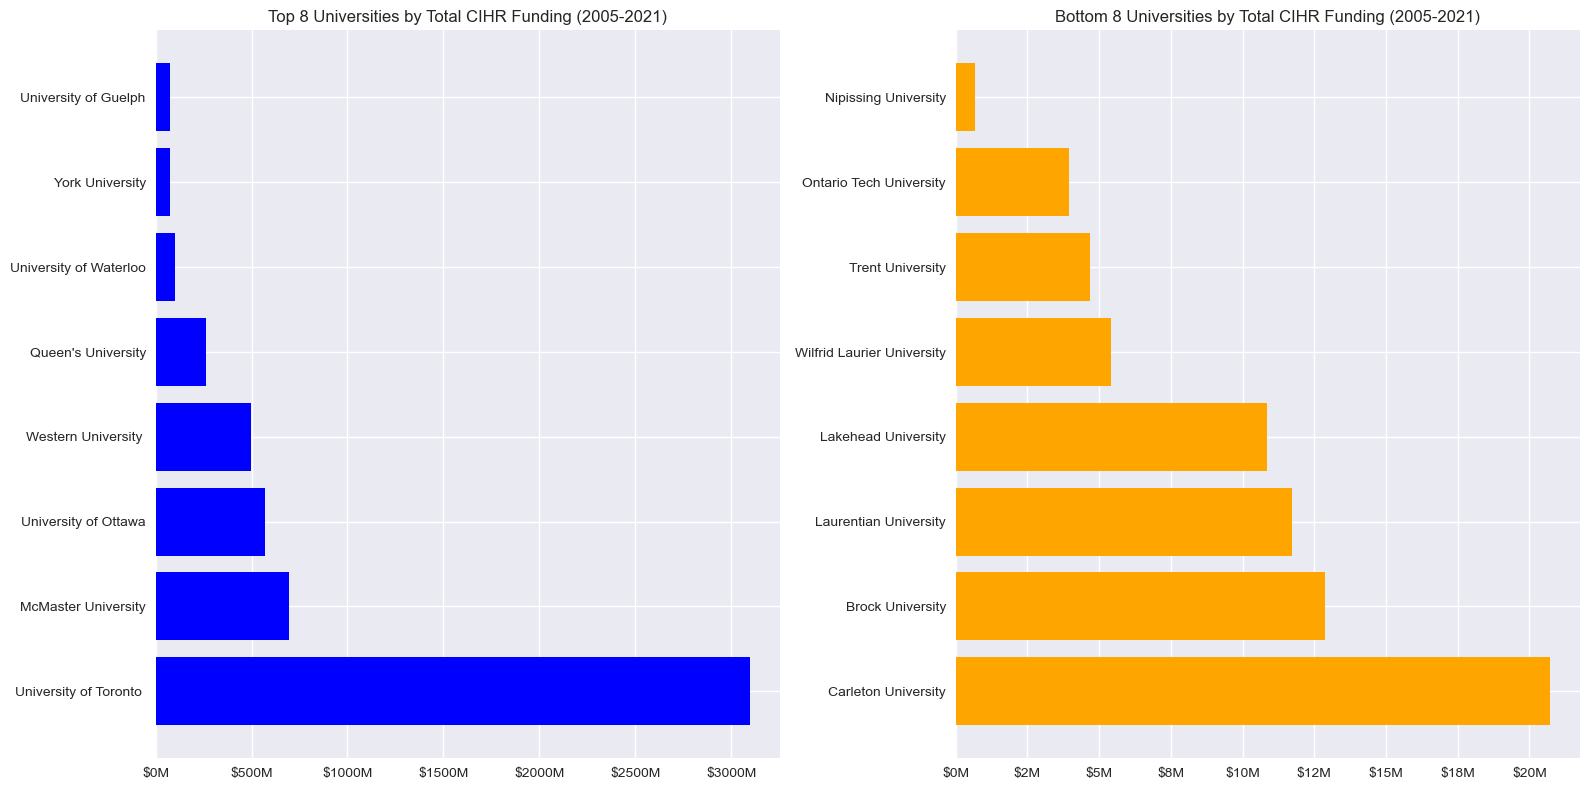 Top 8 Universities by Total CIHR Funding (2005-2021)
University of Guelph
York University
University of Waterloo
Queen's University
Western University
University of Ottawa
McMaster University
University of Toronto
$0M $500M $1000M $1500M $2000M $2500M $3000M
Bottom 8 Universities by Total CIHR Funding (2005-2021)
Nipissing University
Ontario Tech University
Trent University
Wilfrid Laurier University
Lakehead University
Laurentian University
Brock University
Carleton University
$0M $2M $5M $8M $10M $12M $15M $18M $20M